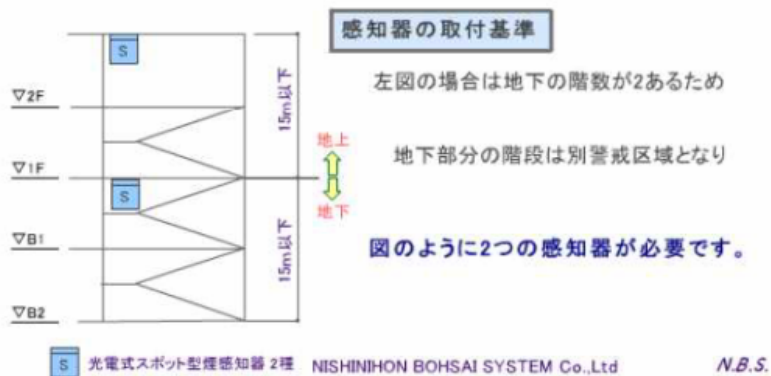 感知器の取付基準
S
左図の場合は地下の階数が2あるため
▽2F
15m以下
地上
地下部分の階段は別警戒区域となり
▽1F
S
地下
▽B1
15m以下
図のように2つの感知器が必要です。
▽B2
S 光電式スポット型煙感知器2種 NISHINIHON BOHSAI SYSTEM Co.,Ltd N.B.S.